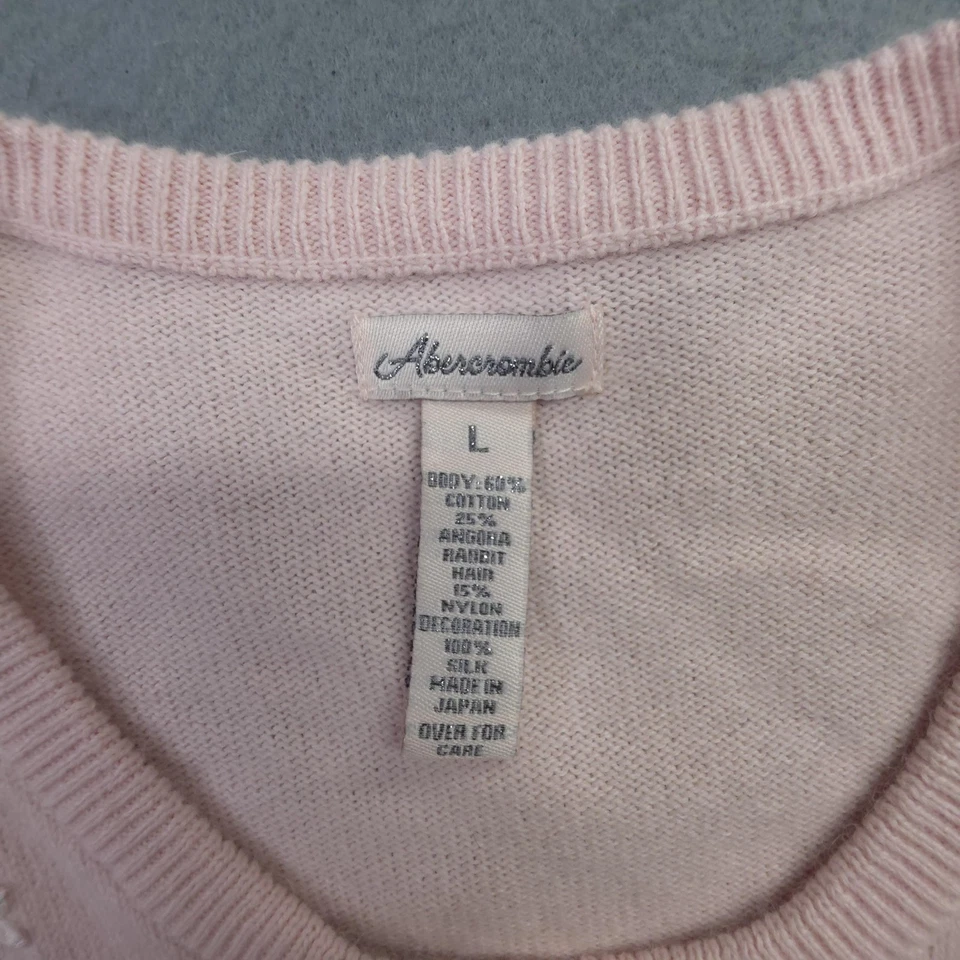 Abercrombie
L
BODY: 60%
COTTON
25%
ANGORA
RABBIT
HAIR
15%
NYLON
DECORATION
100%
SILK
MADE IN
JAPAN
OVER FOR
CARE